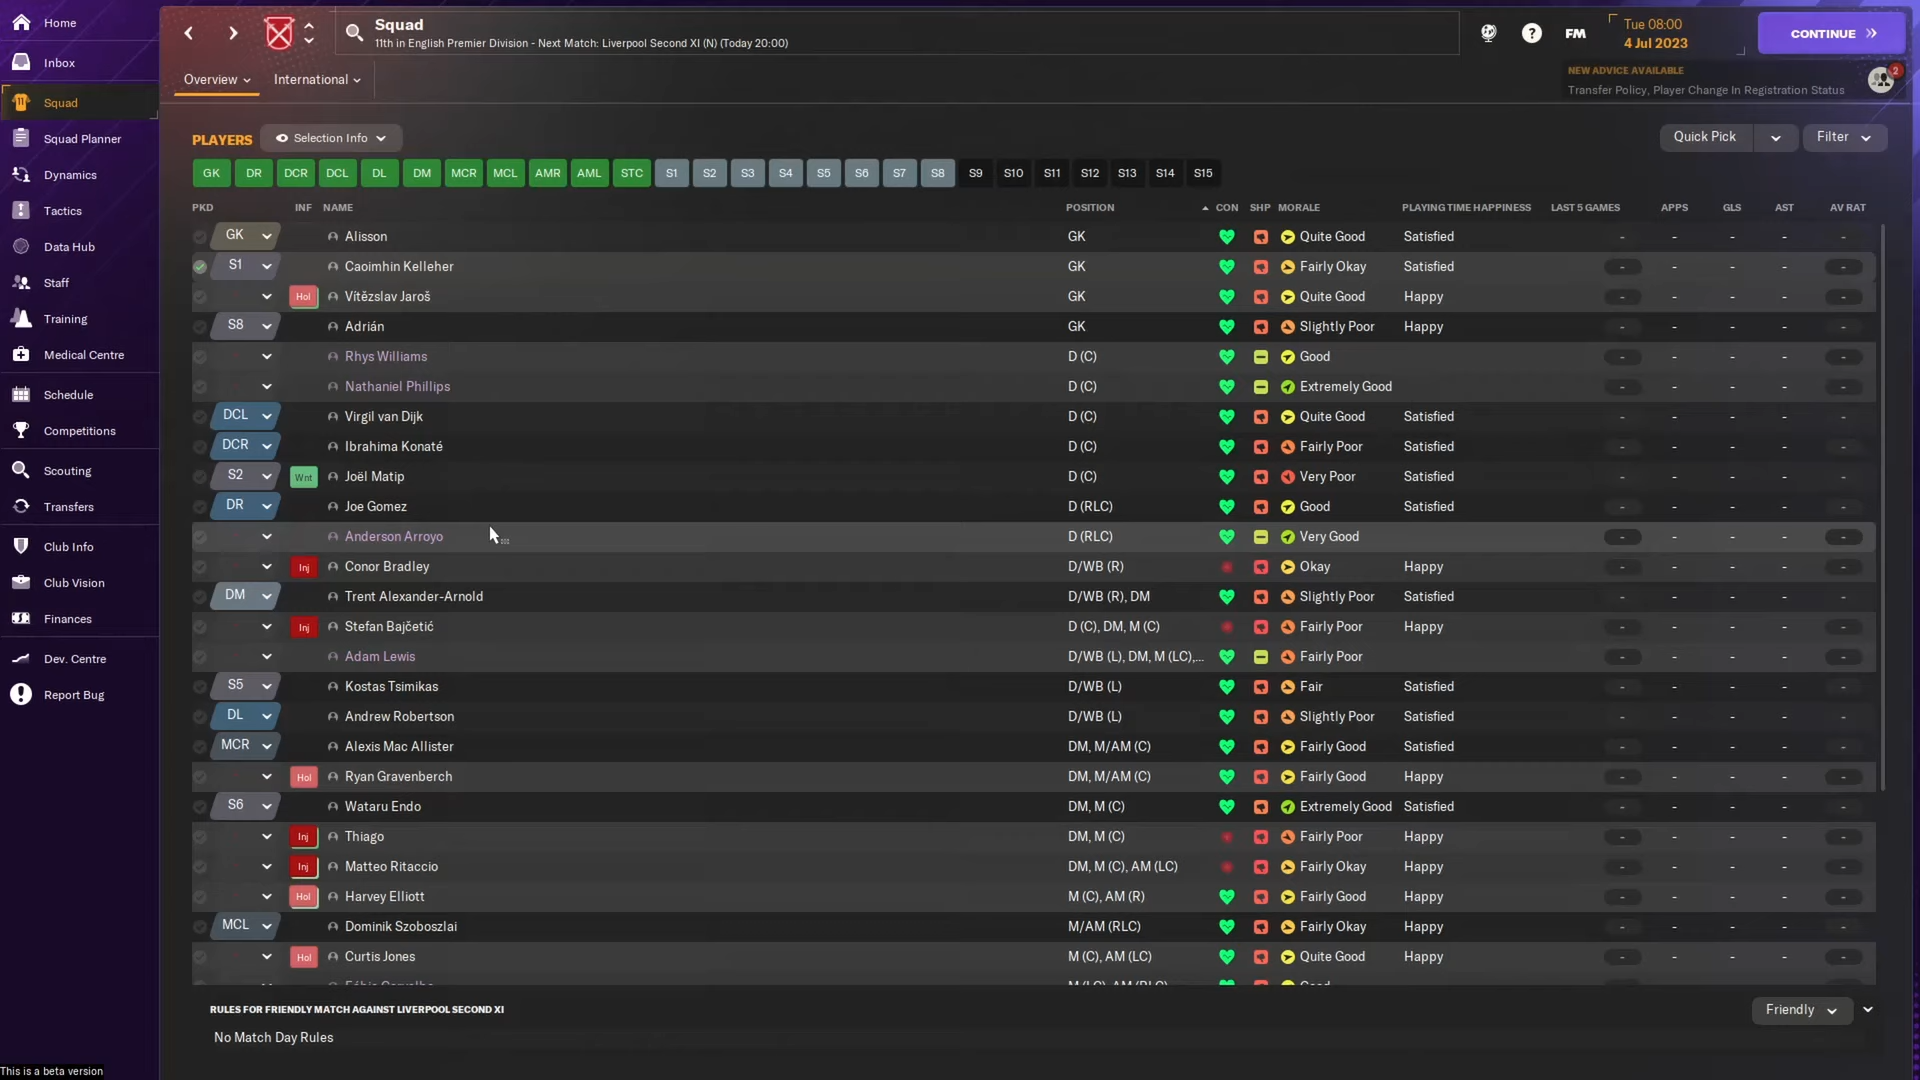 Home
Inbox
Squad
Squad Planner
Dynamics
Tactics
Data Hub
Staff
Training
Medical Centre
Schedule
Competitions
Scouting
Transfers
Club Info
Club Vision
Finances
Dev. Centre
Report Bug
This is a beta version
Squad
11th in English Premier Division - Next Match: Liverpool Second XI (N) (Today 20:00)
FM
Tue 08:00
4 Jul 2023
CONTINUE
Overview
International
NEW ADVICE AVAILABLE
Transfer Policy, Player Change In Registration Status
2
PLAYERS
Selection Info
Quick Pick
Filter
GK DR DCR DCL DL DM MCR MCL AMR AML STC S1 S2 S3 S4 S5 S6 S7 S8 S9 S10 S11 S12 S13 S14 S15
PKD INF NAME POSITION CON SHP MORALE PLAYING TIME HAPPINESS LAST 5 GAMES APPS GLS AST AV RAT
GK Alisson GK Quite Good Satisfied - - - - -
S1 Caoimhin Kelleher GK Fairly Okay Satisfied - - - - -
Hol Vítězslav Jaroš GK Quite Good Happy - - - - -
S8 Adrián GK Slightly Poor Happy - - - - -
Rhys Williams D (C) Good - - - - -
Nathaniel Phillips D (C) Extremely Good - - - - -
DCL Virgil van Dijk D (C) Quite Good Satisfied - - - - -
DCR Ibrahima Konaté D (C) Fairly Poor Satisfied - - - - -
S2 Wnt Joël Matip D (C) Very Poor Satisfied - - - - -
DR Joe Gomez D (RLC) Good Satisfied - - - - -
Anderson Arroyo D (RLC) Very Good - - - - -
Inj Conor Bradley D/WB (R) Okay Happy - - - - -
DM Trent Alexander-Arnold D/WB (R), DM Slightly Poor Satisfied - - - - -
Inj Stefan Bajčetić D (C), DM, M (C) Fairly Poor Happy - - - - -
Adam Lewis D/WB (L), DM, M (LC),... Fairly Poor - - - - -
S5 Kostas Tsimikas D/WB (L) Fair Satisfied - - - - -
DL Andrew Robertson D/WB (L) Slightly Poor Satisfied - - - - -
MCR Alexis Mac Allister DM, M/AM (C) Fairly Good Satisfied - - - - -
Hol Ryan Gravenberch DM, M/AM (C) Fairly Good Happy - - - - -
S6 Wataru Endo DM, M (C) Extremely Good Satisfied - - - - -
Inj Thiago DM, M (C) Fairly Poor Happy - - - - -
Inj Matteo Ritaccio DM, M (C), AM (LC) Fairly Okay Happy - - - - -
Hol Harvey Elliott M (C), AM (R) Fairly Good Happy - - - - -
MCL Dominik Szoboszlai M/AM (RLC) Fairly Okay Happy - - - - -
Hol Curtis Jones M (C), AM (LC) Quite Good Happy - - - - -
RULES FOR FRIENDLY MATCH AGAINST LIVERPOOL SECOND XI
Friendly
No Match Day Rules